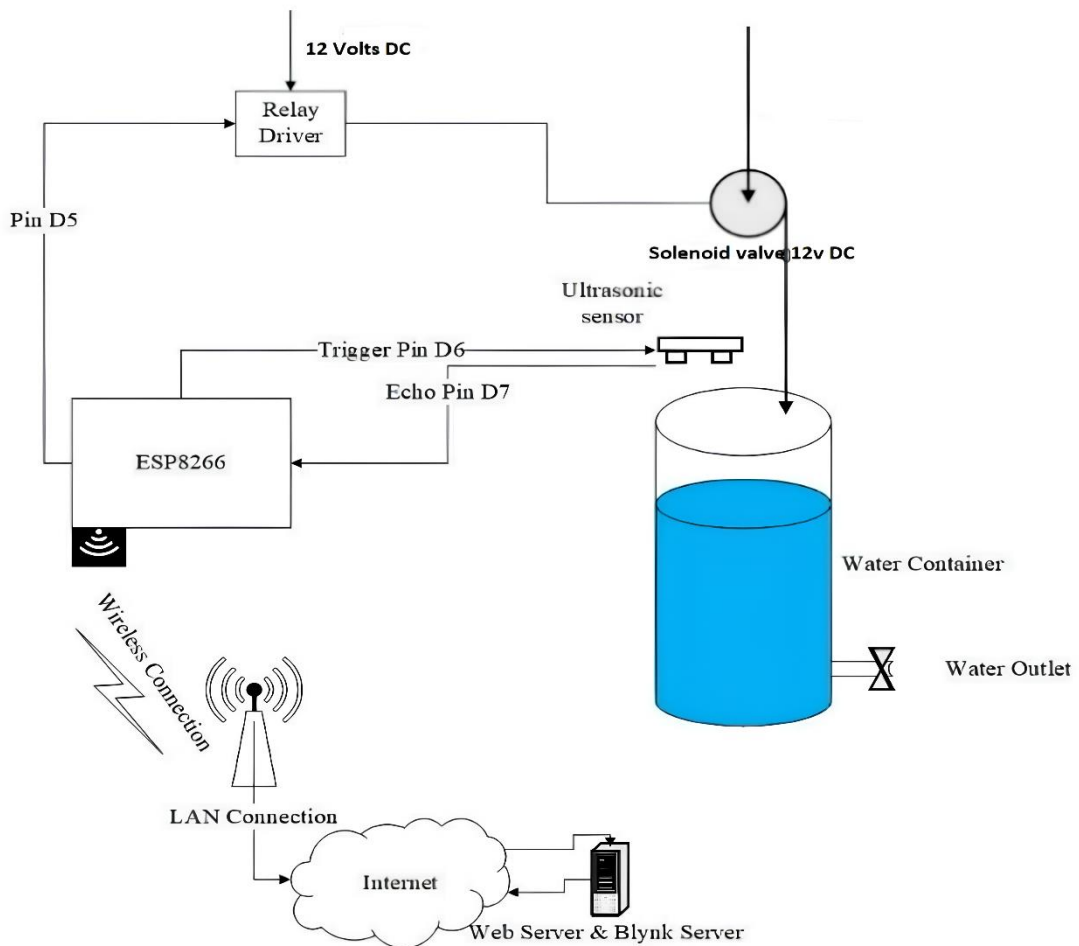 12 Volts DC
Relay
Driver
Pin D5
Solenoid valve 12v DC
Ultrasonic
sensor
Trigger Pin D6
Echo Pin D7
ESP8266
Water Container
Wireless Connection
Water Outlet
LAN Connection
Internet
Web Server & Blynk Server